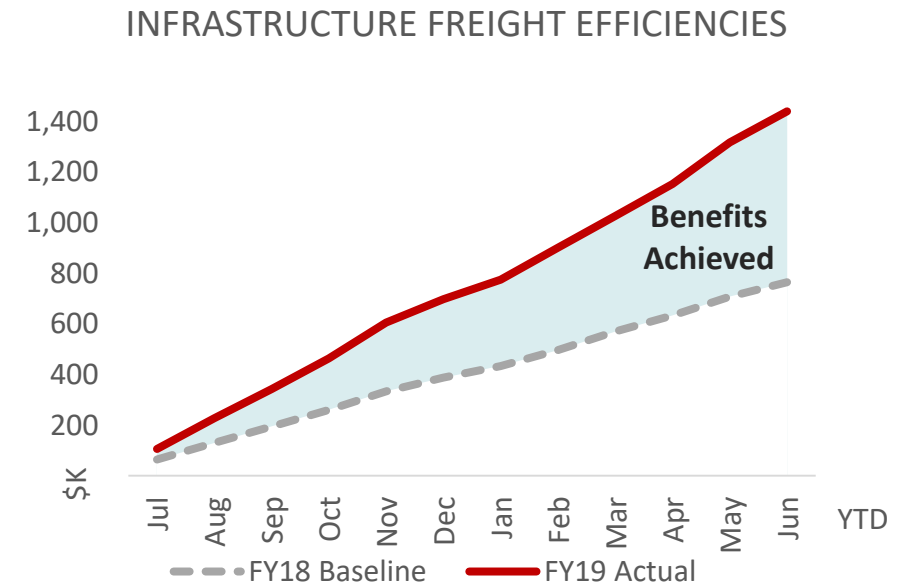 INFRASTRUCTURE FREIGHT EFFICIENCIES
1,400
1,200
1,000
800
600
400
200
$K
Benefits
Achieved
Jul
Aug
Sep
Oct
Nov
Dec
Jan
Feb
Mar
Apr
May
Jun
YTD
FY18 Baseline
FY19 Actual